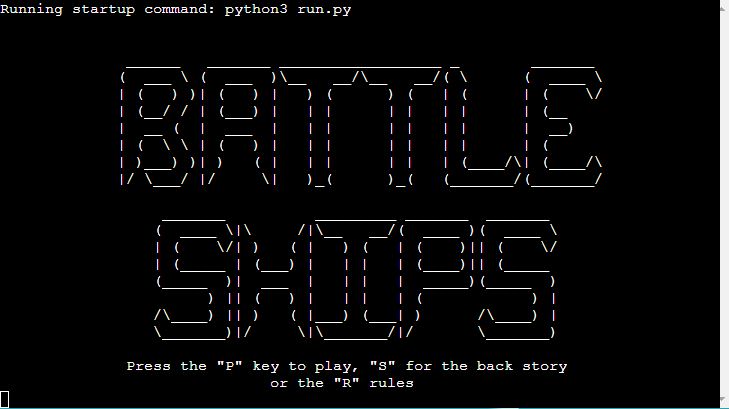 Running startup command: python3 run.py
BATTLE
SHIPS
Press the "P" key to play, "S" for the back story
or the "R" rules